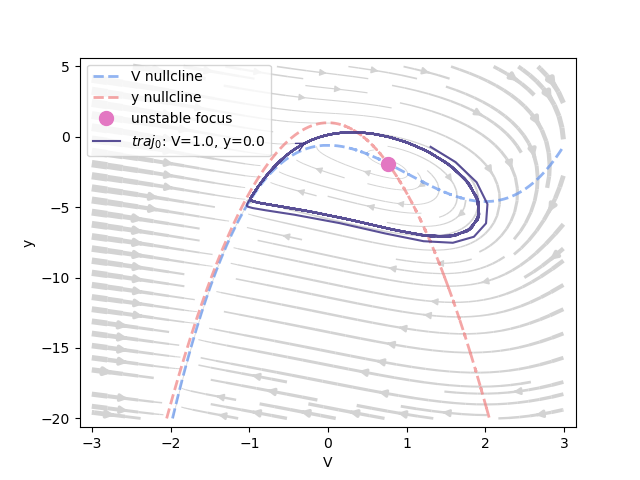 5
0
−5
−10
−15
−20
y
V nullcline
y nullcline
unstable focus
traj₀: V=1.0, y=0.0
−3
−2
−1
0
1
2
3
V